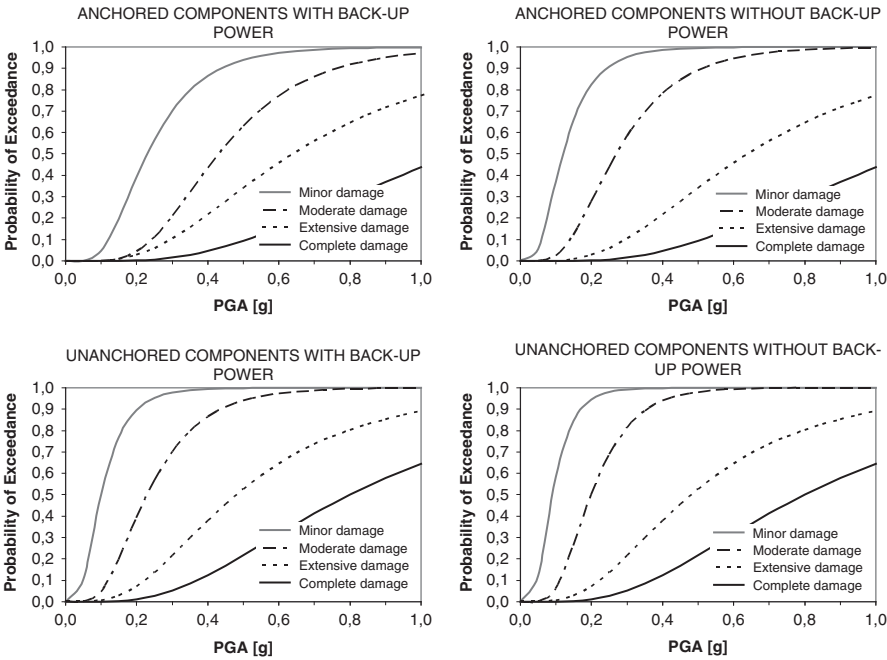 ANCHORED COMPONENTS WITH BACK-UP
POWER
Probability of Exceedance
1,0
0,9
0,8
0,7
0,6
0,5
0,4
0,3
0,2
0,1
0,0
Minor damage
Moderate damage
Extensive damage
Complete damage
0,0 0,2 0,4 0,6 0,8 1,0
PGA [g]
ANCHORED COMPONENTS WITHOUT BACK-UP
POWER
Probability of Exceedance
1,0
0,9
0,8
0,7
0,6
0,5
0,4
0,3
0,2
0,1
0,0
Minor damage
Moderate damage
Extensive damage
Complete damage
0,0 0,2 0,4 0,6 0,8 1,0
PGA [g]
UNANCHORED COMPONENTS WITH BACK-UP
POWER
Probability of Exceedance
1,0
0,9
0,8
0,7
0,6
0,5
0,4
0,3
0,2
0,1
0,0
Minor damage
Moderate damage
Extensive damage
Complete damage
0,0 0,2 0,4 0,6 0,8 1,0
PGA [g]
UNANCHORED COMPONENTS WITHOUT BACK-
UP POWER
Probability of Exceedance
1,0
0,9
0,8
0,7
0,6
0,5
0,4
0,3
0,2
0,1
0,0
Minor damage
Moderate damage
Extensive damage
Complete damage
0,0 0,2 0,4 0,6 0,8 1,0
PGA [g]